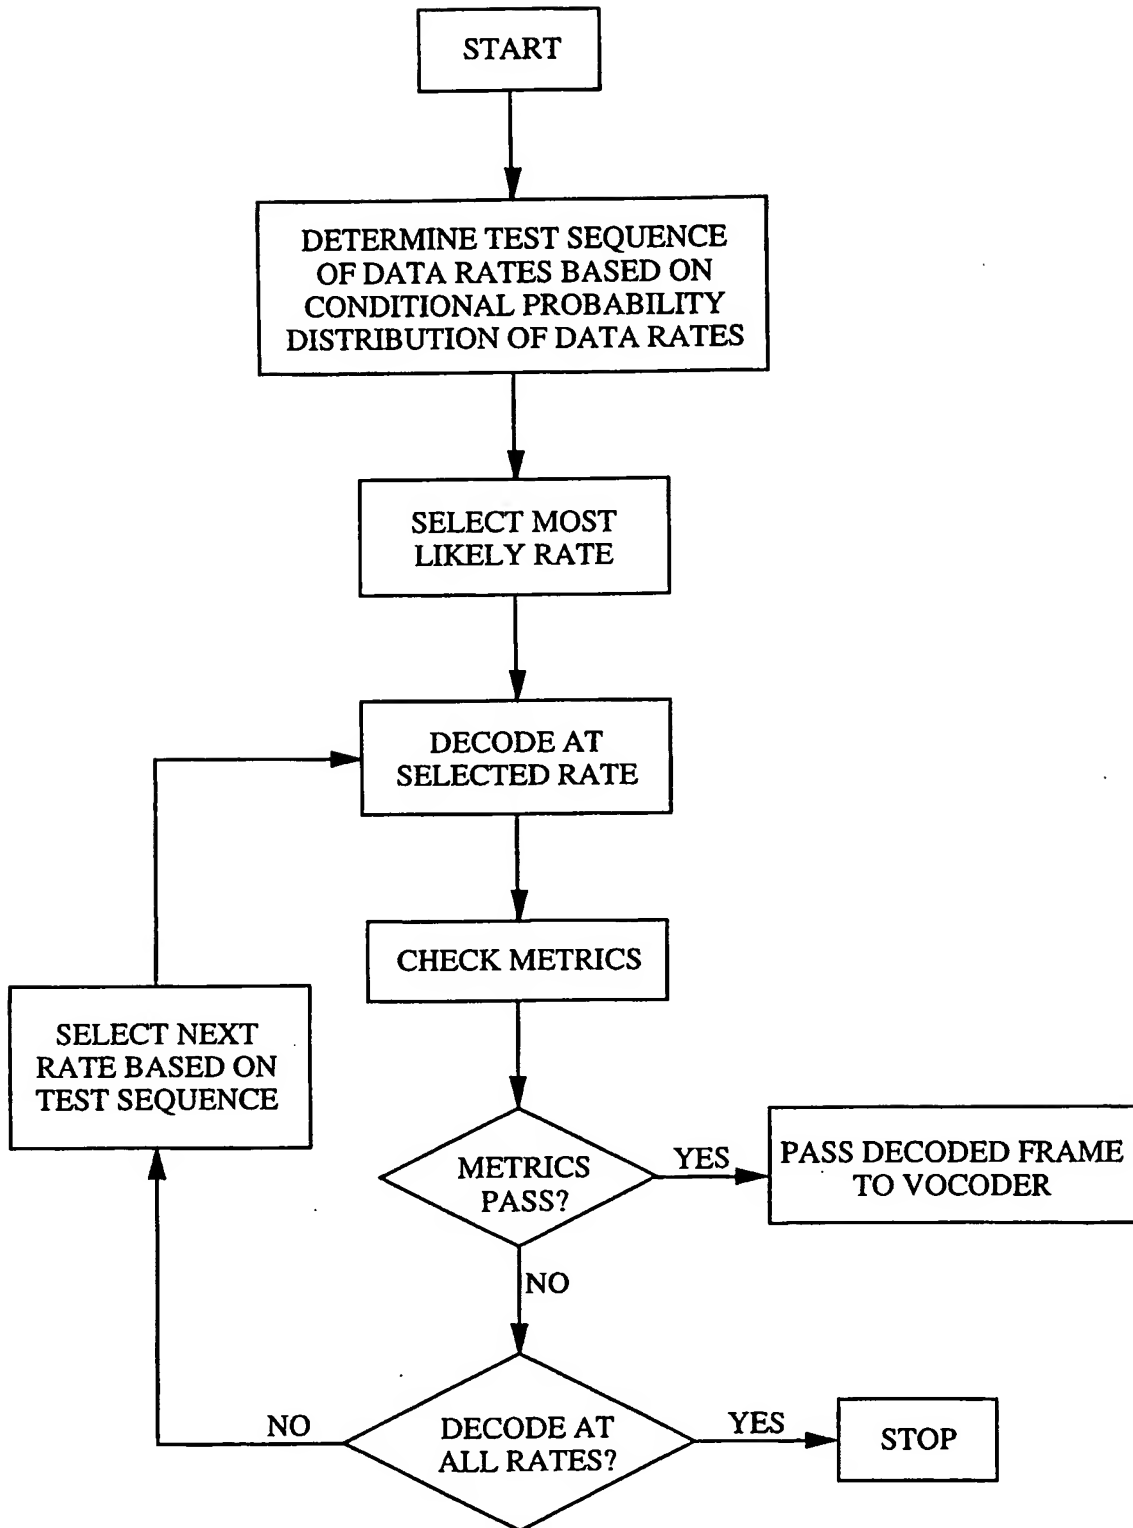 START
DETERMINE TEST SEQUENCE
OF DATA RATES BASED ON
CONDITIONAL PROBABILITY
DISTRIBUTION OF DATA RATES
SELECT MOST
LIKELY RATE
DECODE AT
SELECTED RATE
CHECK METRICS
SELECT NEXT
RATE BASED ON
TEST SEQUENCE
METRICS
PASS?
YES
PASS DECODED FRAME
TO VOCODER
NO
DECODE AT
ALL RATES?
NO
YES
STOP